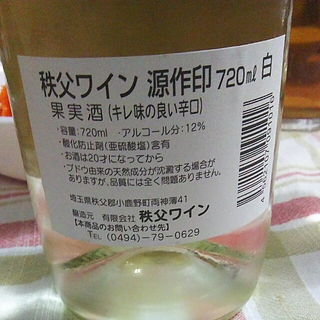 秩父ワイン 源作印 720ml 白
果実酒 (キレ味の良い辛口)
・容量:720ml ・アルコール分:12%
・酸化防止剤(亜硫酸塩)含有
・お酒は20才になってから
・ブドウ由来の天然成分が沈澱する場合が
ありますが、品質には全く問題ありません。
埼玉県秩父郡小鹿野町両神薄41
醸造元 有限会社 秩父ワイン
【本商品のお問い合わせ先】
TEL (0494)-79-0629